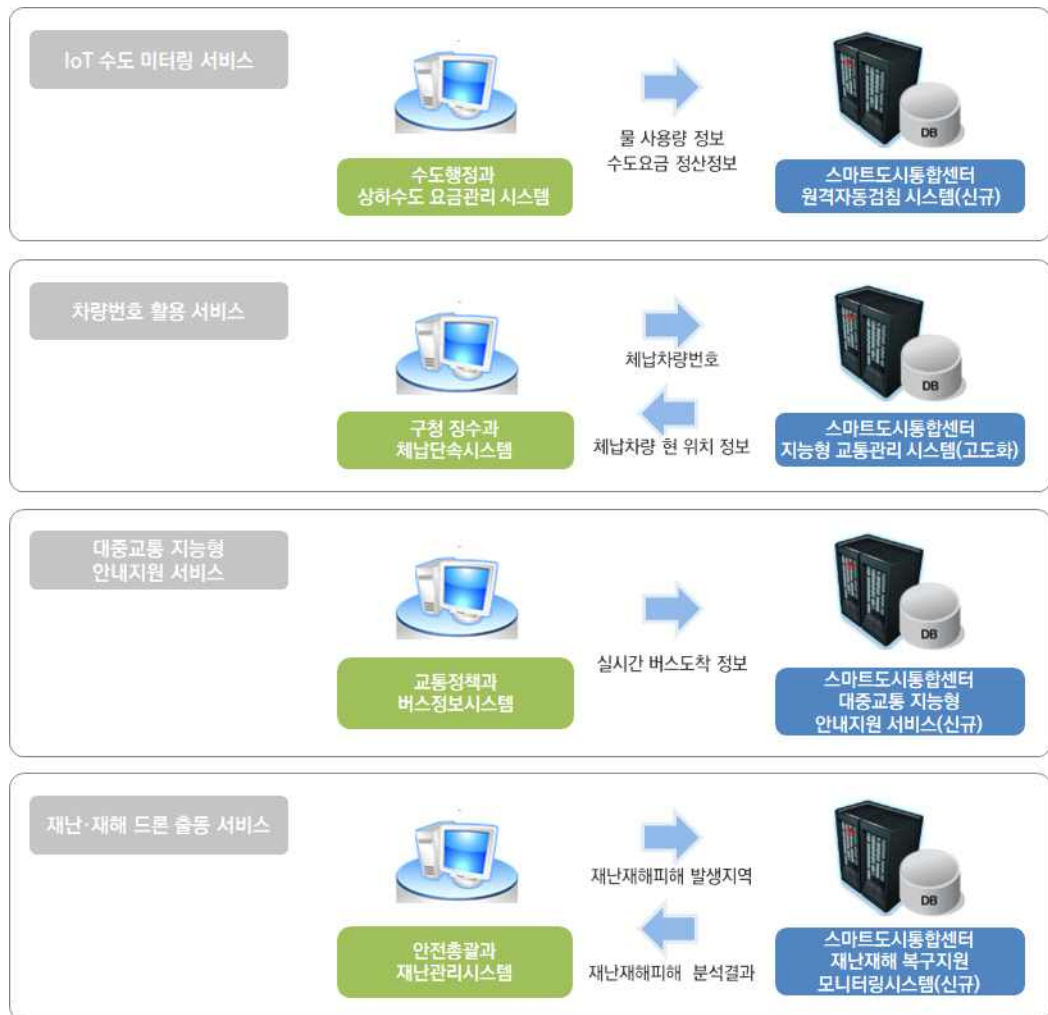 IoT 수도 미터링 서비스
물 사용량 정보
수도요금 정산정보
DB
수도행정과
상하수도 요금관리 시스템
스마트도시통합센터
원격자동검침 시스템(신규)
차량번호 활용 서비스
체납차량번호
체납차량 현 위치 정보
DB
구청 징수과
체납단속시스템
스마트도시통합센터
지능형 교통관리 시스템(고도화)
대중교통 지능형
안내지원 서비스
실시간 버스도착 정보
DB
교통정책과
버스정보시스템
스마트도시통합센터
대중교통 지능형
안내지원 서비스(신규)
재난·재해 드론 출동 서비스
재난재해피해 발생지역
재난재해피해 분석결과
DB
안전총괄과
재난관리시스템
스마트도시통합센터
재난재해 복구지원
모니터링시스템(신규)